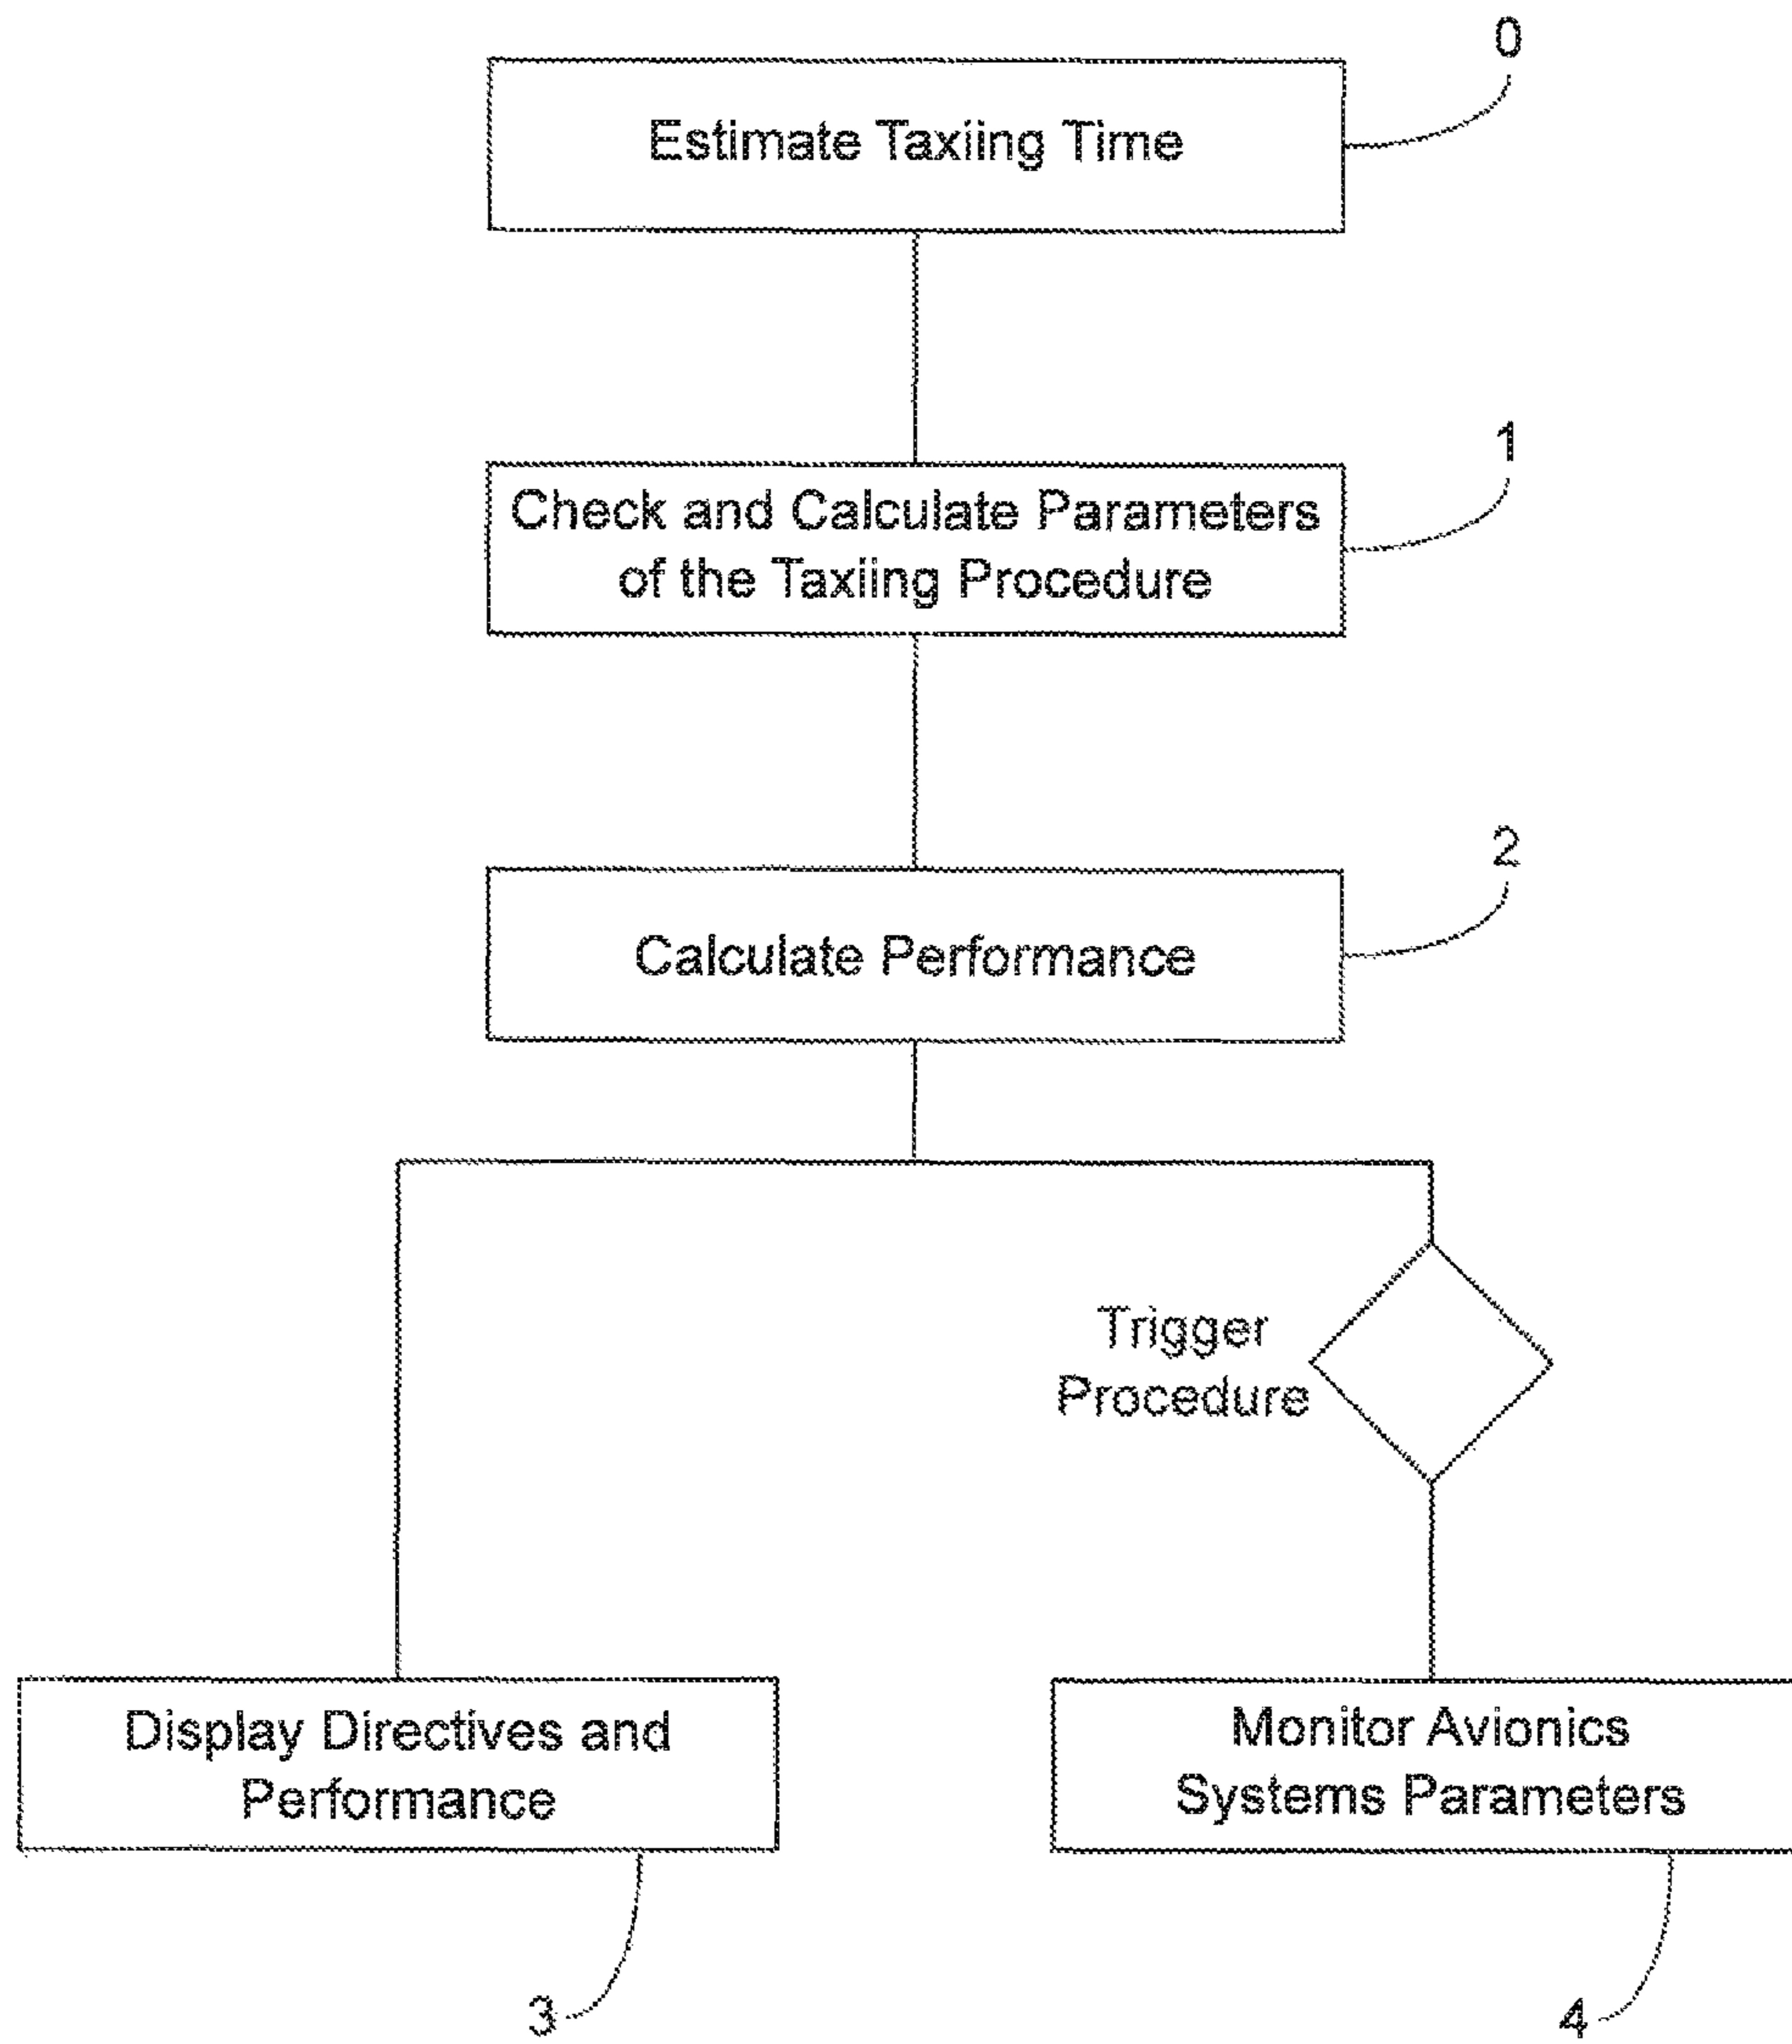 0
Estimate Taxiing Time
1
Check and Calculate Parameters
of the Taxiing Procedure
2
Calculate Performance
Trigger
Procedure
Display Directives and
Performance
Monitor Avionics
Systems Parameters
3
4